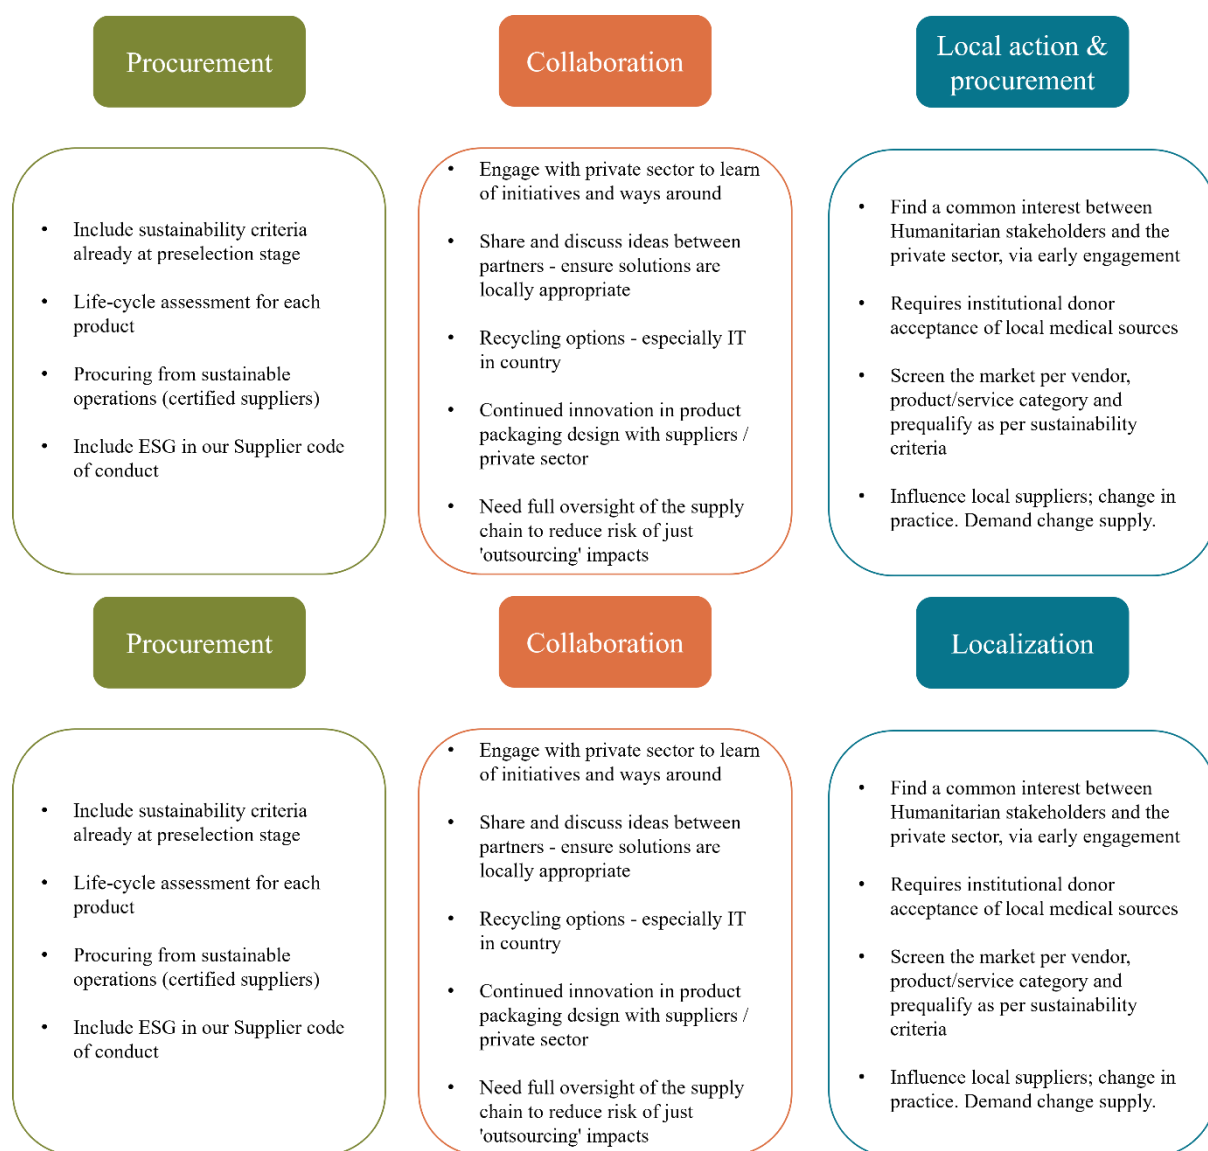 Procurement
• Include sustainability criteria
already at preselection stage
• Life-cycle assessment for each
product
• Procuring from sustainable
operations (certified suppliers)
• Include ESG in our Supplier code
of conduct
Collaboration
• Engage with private sector to learn
of initiatives and ways around
• Share and discuss ideas between
partners - ensure solutions are
locally appropriate
• Recycling options - especially IT
in country
• Continued innovation in product
packaging design with suppliers /
private sector
• Need full oversight of the supply
chain to reduce risk of just
'outsourcing' impacts
Local action &
procurement
• Find a common interest between
Humanitarian stakeholders and the
private sector, via early engagement
• Requires institutional donor
acceptance of local medical sources
• Screen the market per vendor,
product/service category and
prequalify as per sustainability
criteria
• Influence local suppliers; change in
practice. Demand change supply.
Procurement
• Include sustainability criteria
already at preselection stage
• Life-cycle assessment for each
product
• Procuring from sustainable
operations (certified suppliers)
• Include ESG in our Supplier code
of conduct
Collaboration
• Engage with private sector to learn
of initiatives and ways around
• Share and discuss ideas between
partners - ensure solutions are
locally appropriate
• Recycling options - especially IT
in country
• Continued innovation in product
packaging design with suppliers /
private sector
• Need full oversight of the supply
chain to reduce risk of just
'outsourcing' impacts
Localization
• Find a common interest between
Humanitarian stakeholders and the
private sector, via early engagement
• Requires institutional donor
acceptance of local medical sources
• Screen the market per vendor,
product/service category and
prequalify as per sustainability
criteria
• Influence local suppliers; change in
practice. Demand change supply.